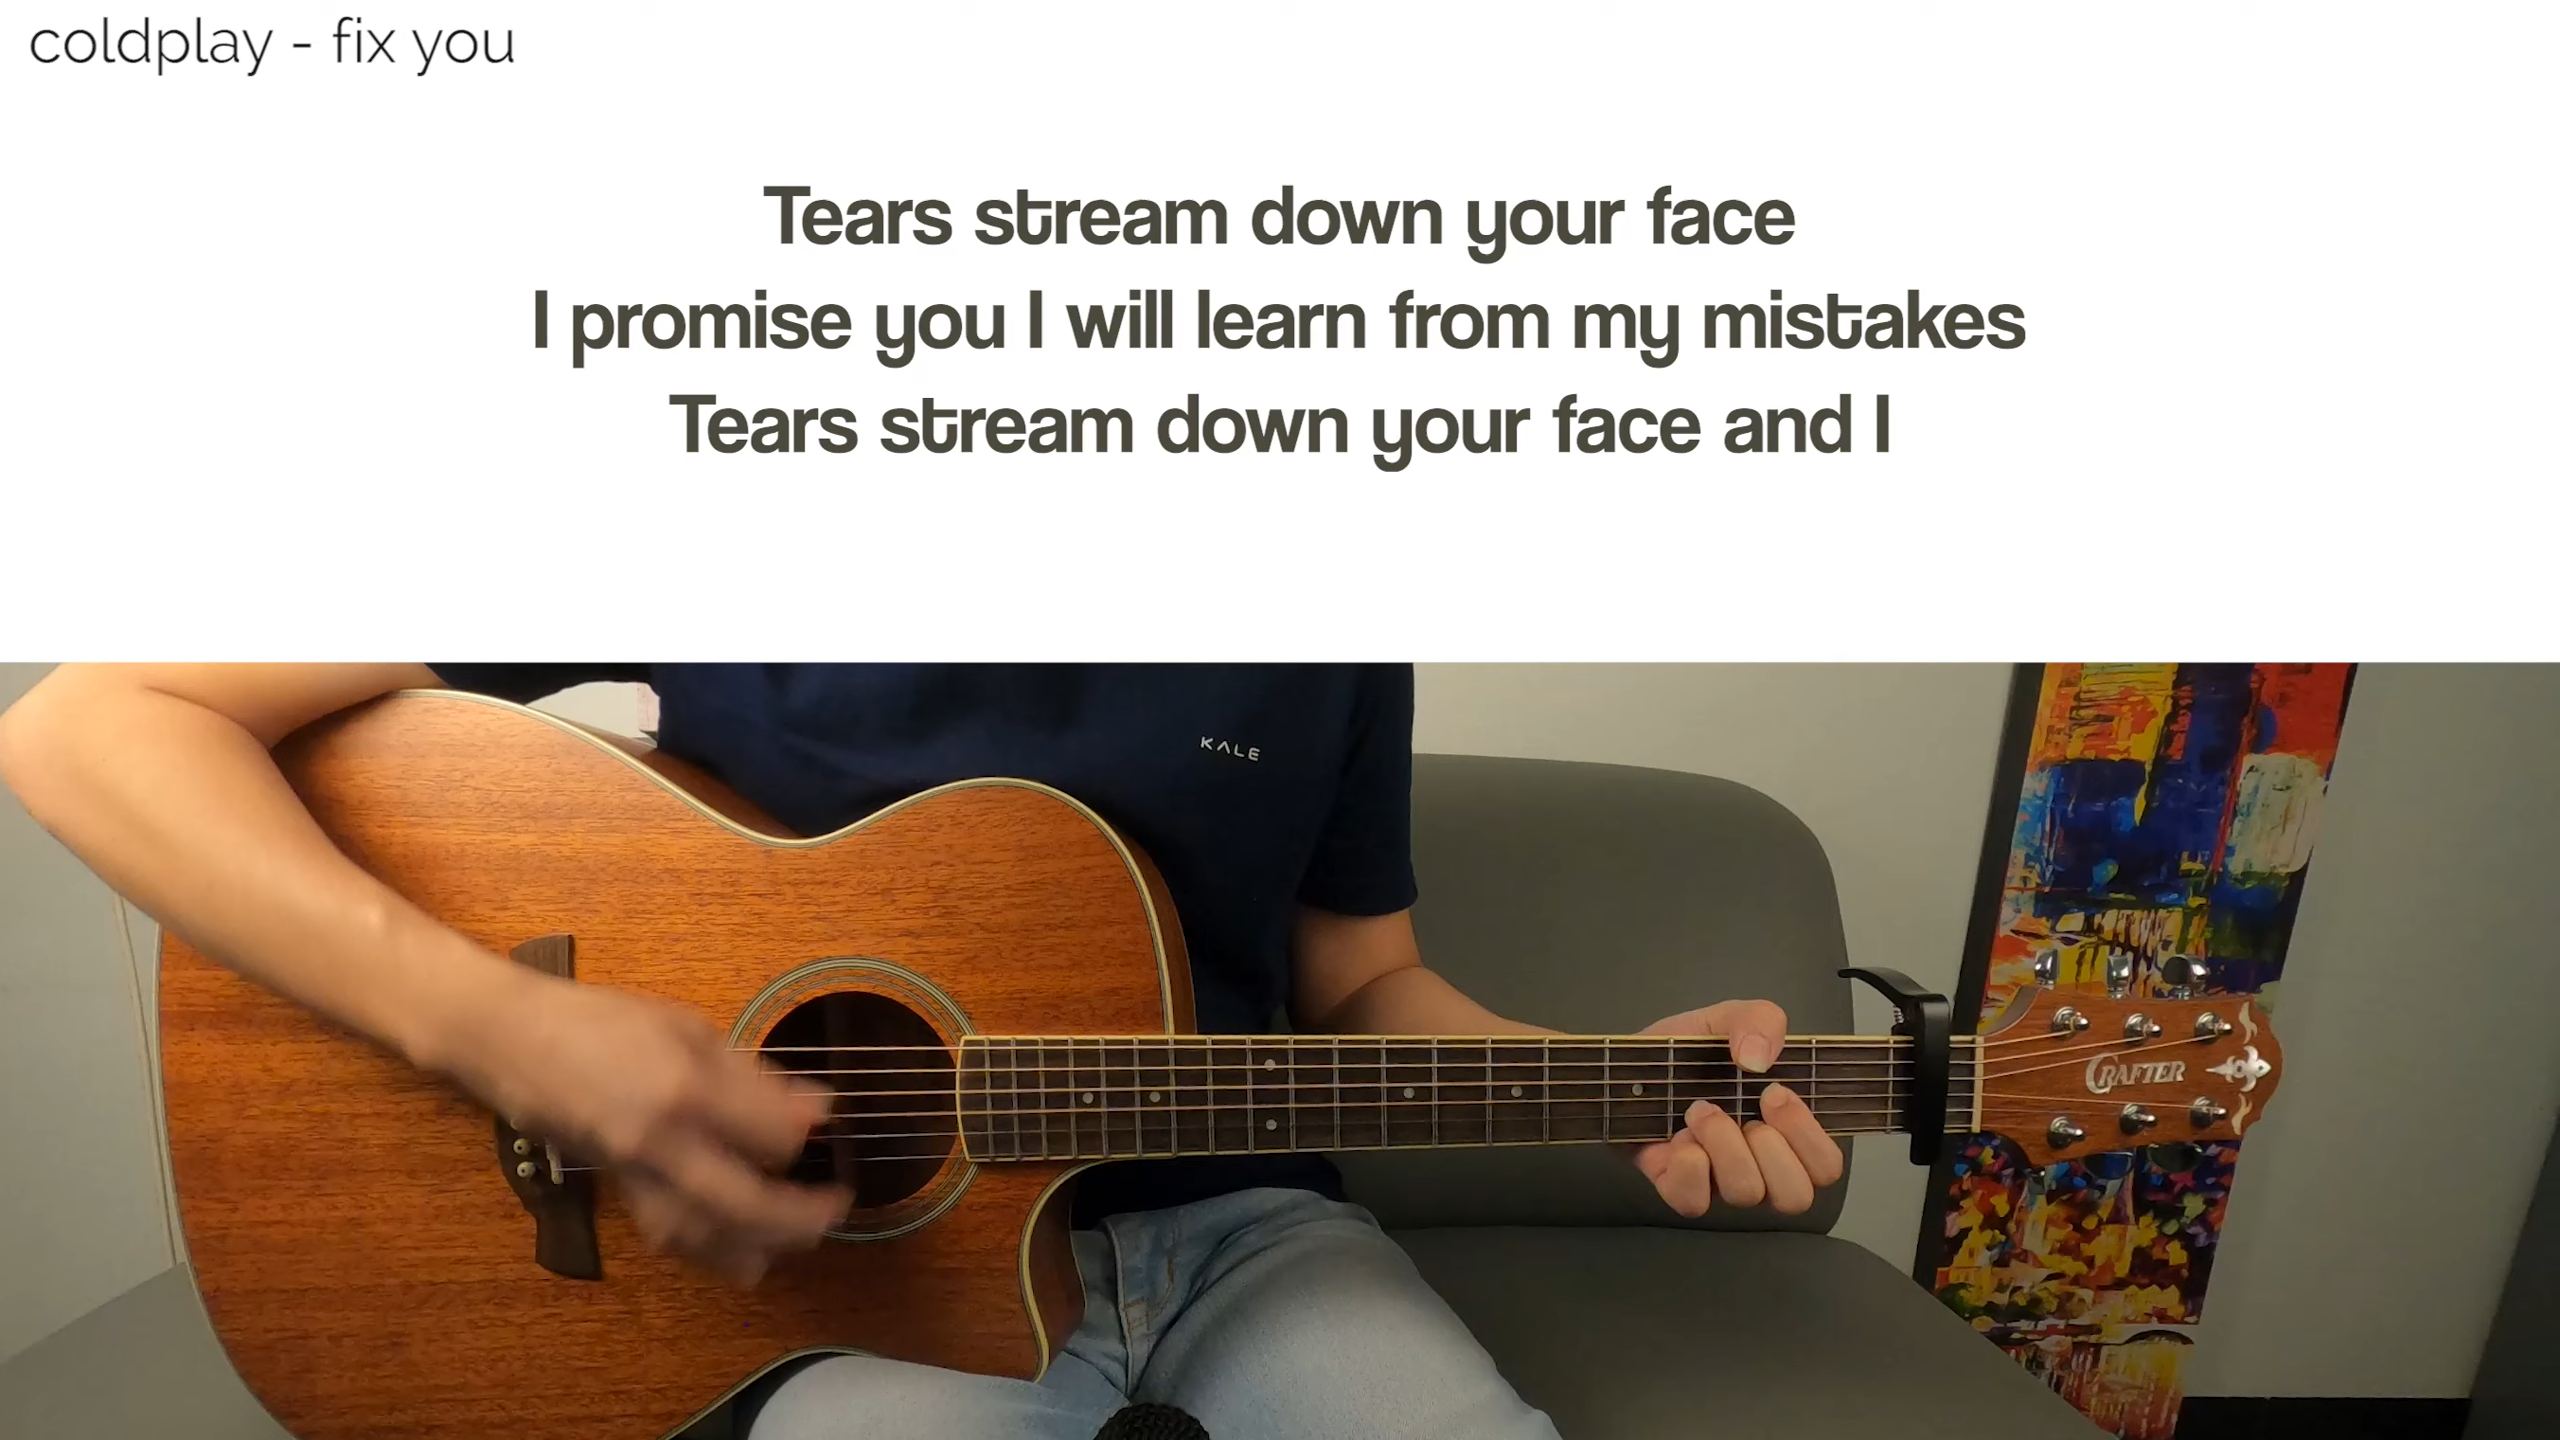 coldplay - fix you
Tears stream down your face
I promise you I will learn from my mistakes
Tears stream down your face and I
KALE
CRAFTER